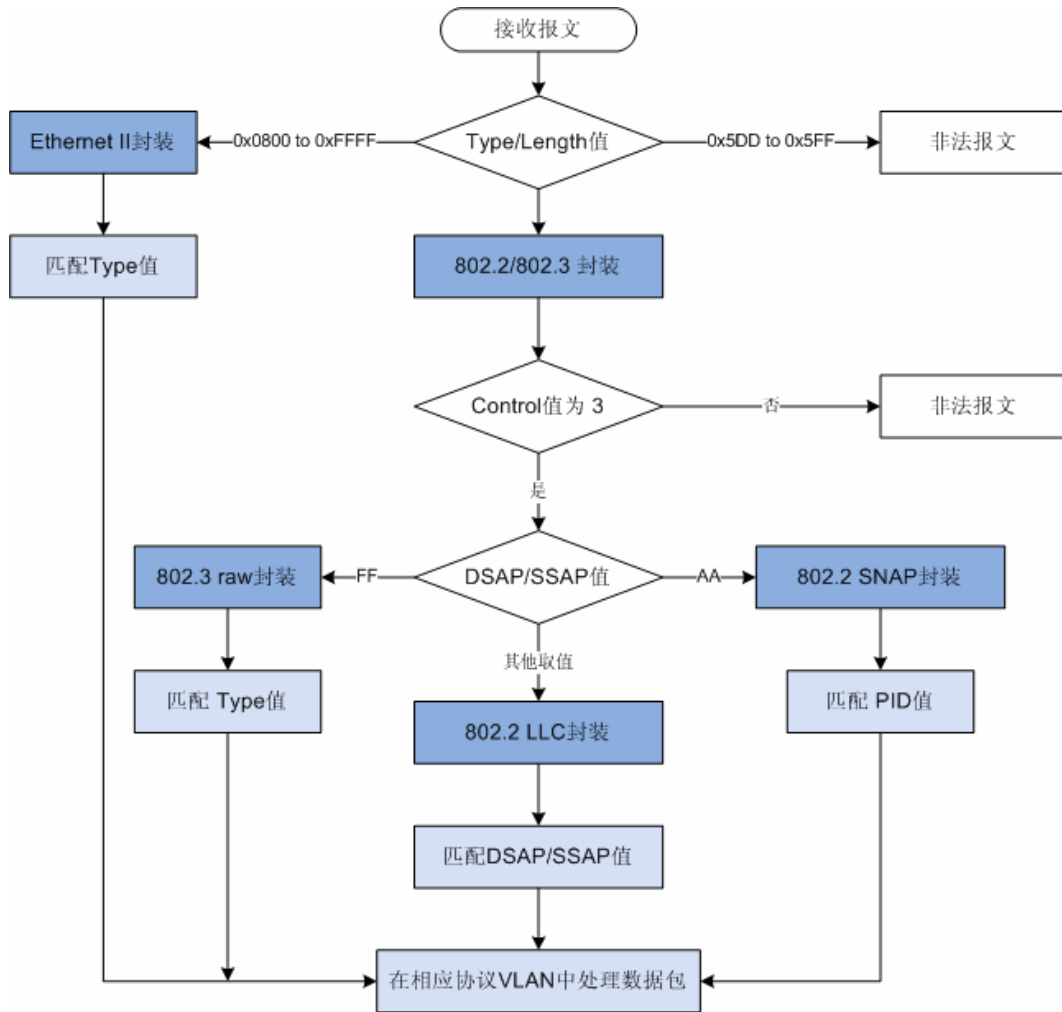 接收报文
Ethernet II封装
0x0800 to 0xFFFF
Type/Length值
0x5DD to 0x5FF
非法报文
匹配Type值
802.2/802.3 封装
Control值为 3
否
非法报文
是
802.3 raw封装
FF
DSAP/SSAP值
AA
802.2 SNAP封装
其他取值
匹配 Type值
802.2 LLC封装
匹配 PID值
匹配DSAP/SSAP值
在相应协议VLAN中处理数据包